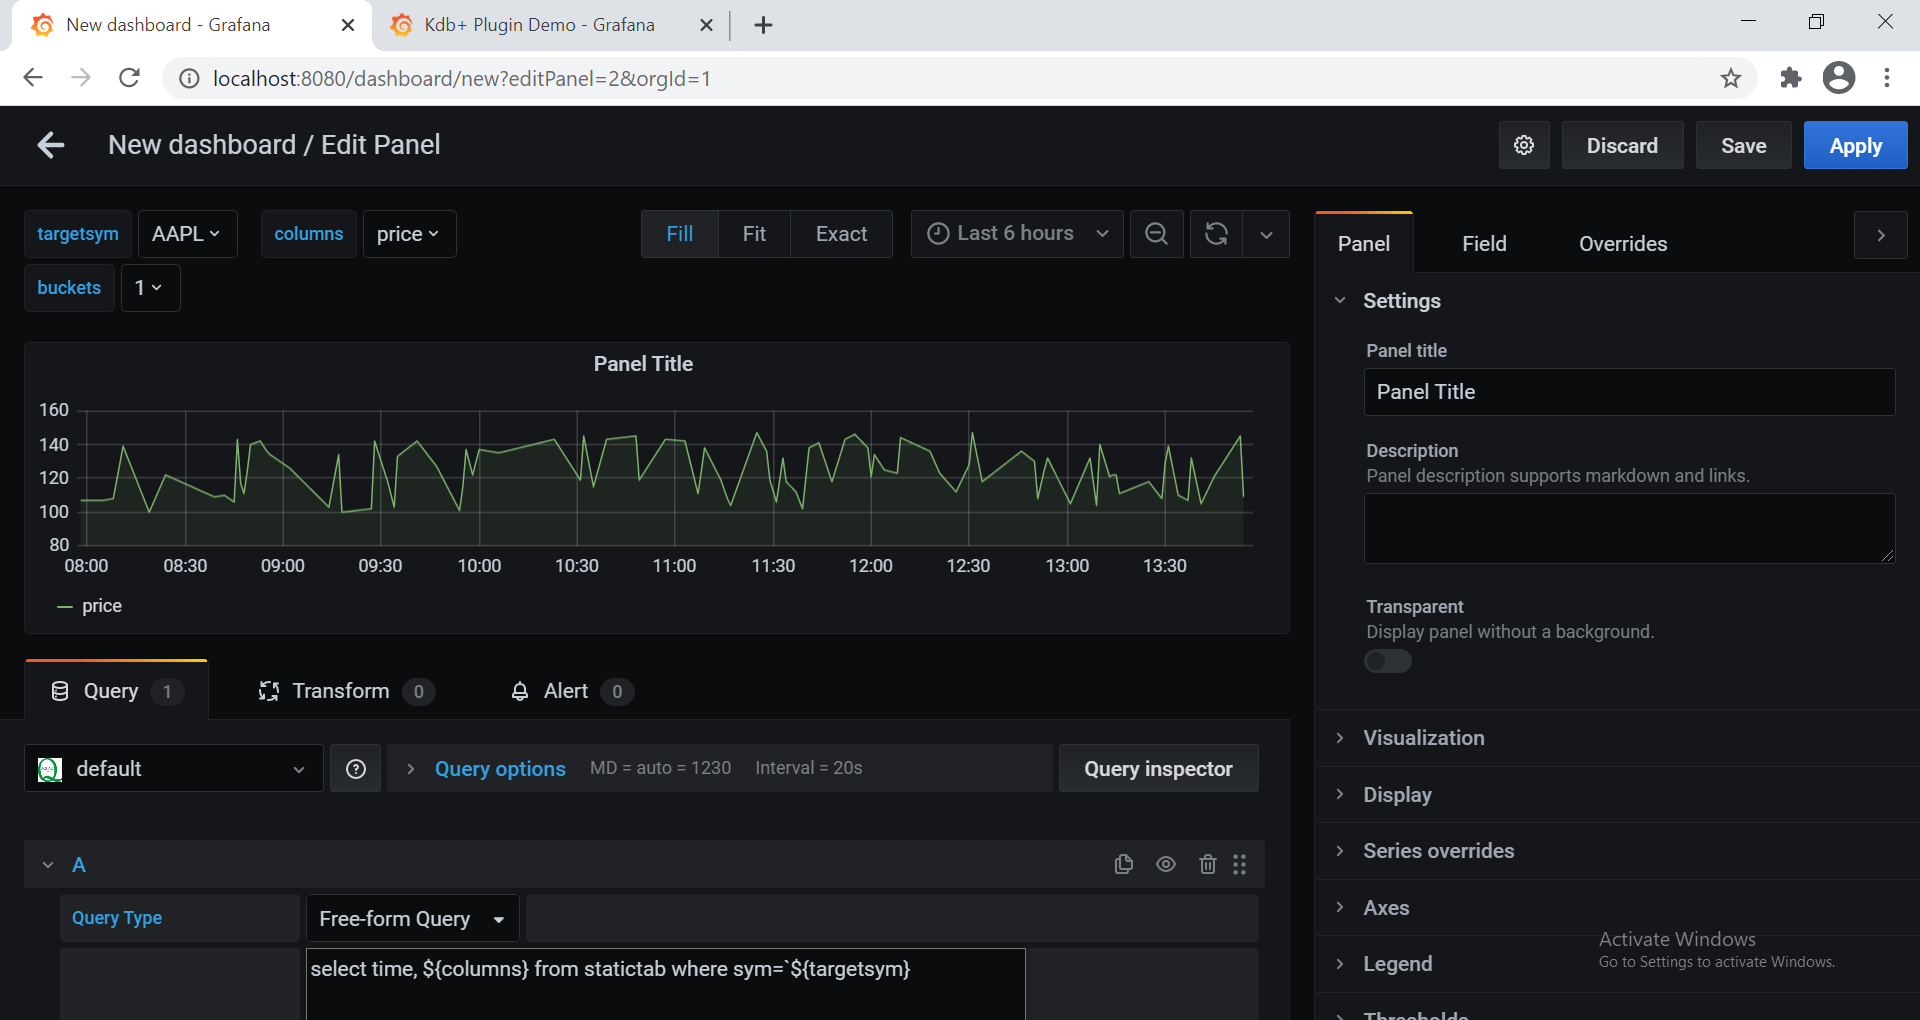 New dashboard - Grafana
Kdb+ Plugin Demo - Grafana
localhost:8080/dashboard/new?editPanel=2&orgId=1
New dashboard / Edit Panel
Discard
Save
Apply
targetsym
AAPL
columns
price
Fill
Fit
Exact
Last 6 hours
buckets
1
Panel Title
160
140
120
100
80
08:00 08:30 09:00 09:30 10:00 10:30 11:00 11:30 12:00 12:30 13:00 13:30
price
Query 1
Transform 0
Alert 0
default
Query options MD = auto = 1230 Interval = 20s
Query inspector
A
Query Type
Free-form Query
select time, ${columns} from statictab where sym=`${targetsym}
Panel
Field
Overrides
Settings
Panel title
Panel Title
Description
Panel description supports markdown and links.
Transparent
Display panel without a background.
Visualization
Display
Series overrides
Axes
Legend
Thresholds
Activate Windows
Go to Settings to activate Windows.